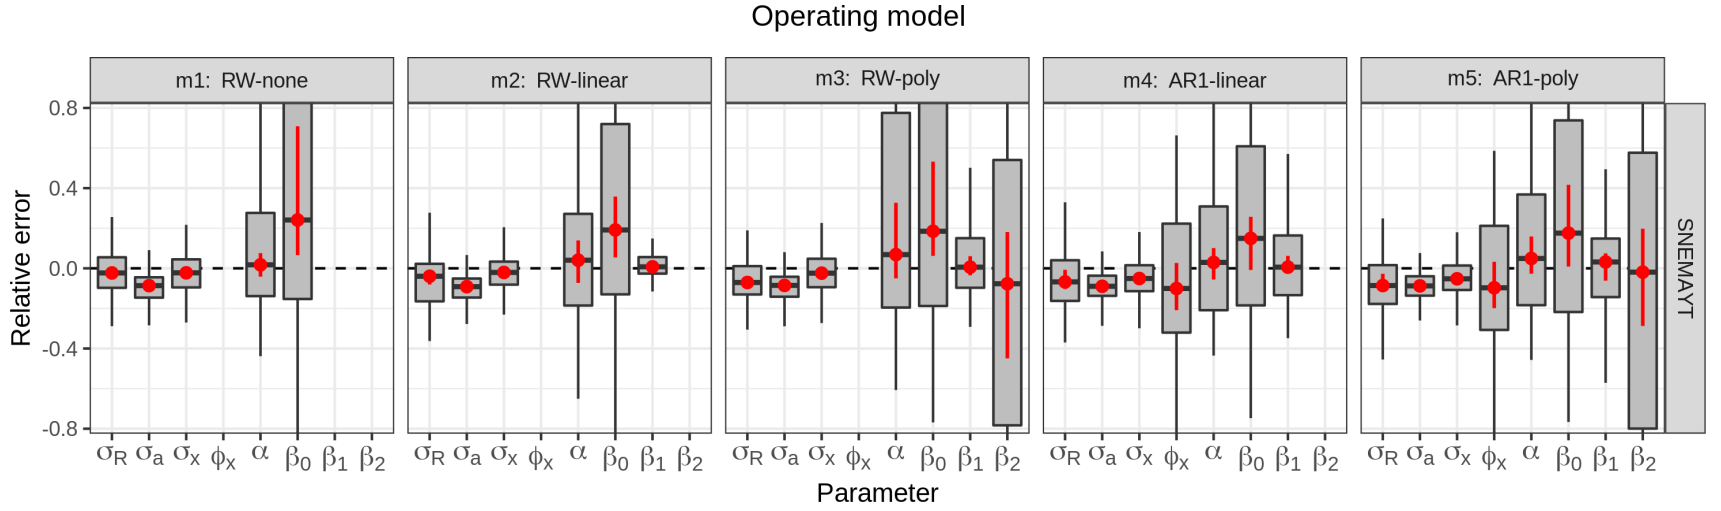 Operating model
m1: RW-none
m2: RW-linear
m3: RW-poly
m4: AR1-linear
m5: AR1-poly
0.8
0.4
0.0
-0.4
-0.8
Relative error
SNEMAYT
σR σa σx ϕx α β0 β1 β2
σR σa σx ϕx α β0 β1 β2
σR σa σx ϕx α β0 β1 β2
σR σa σx ϕx α β0 β1 β2
σR σa σx ϕx α β0 β1 β2
Parameter